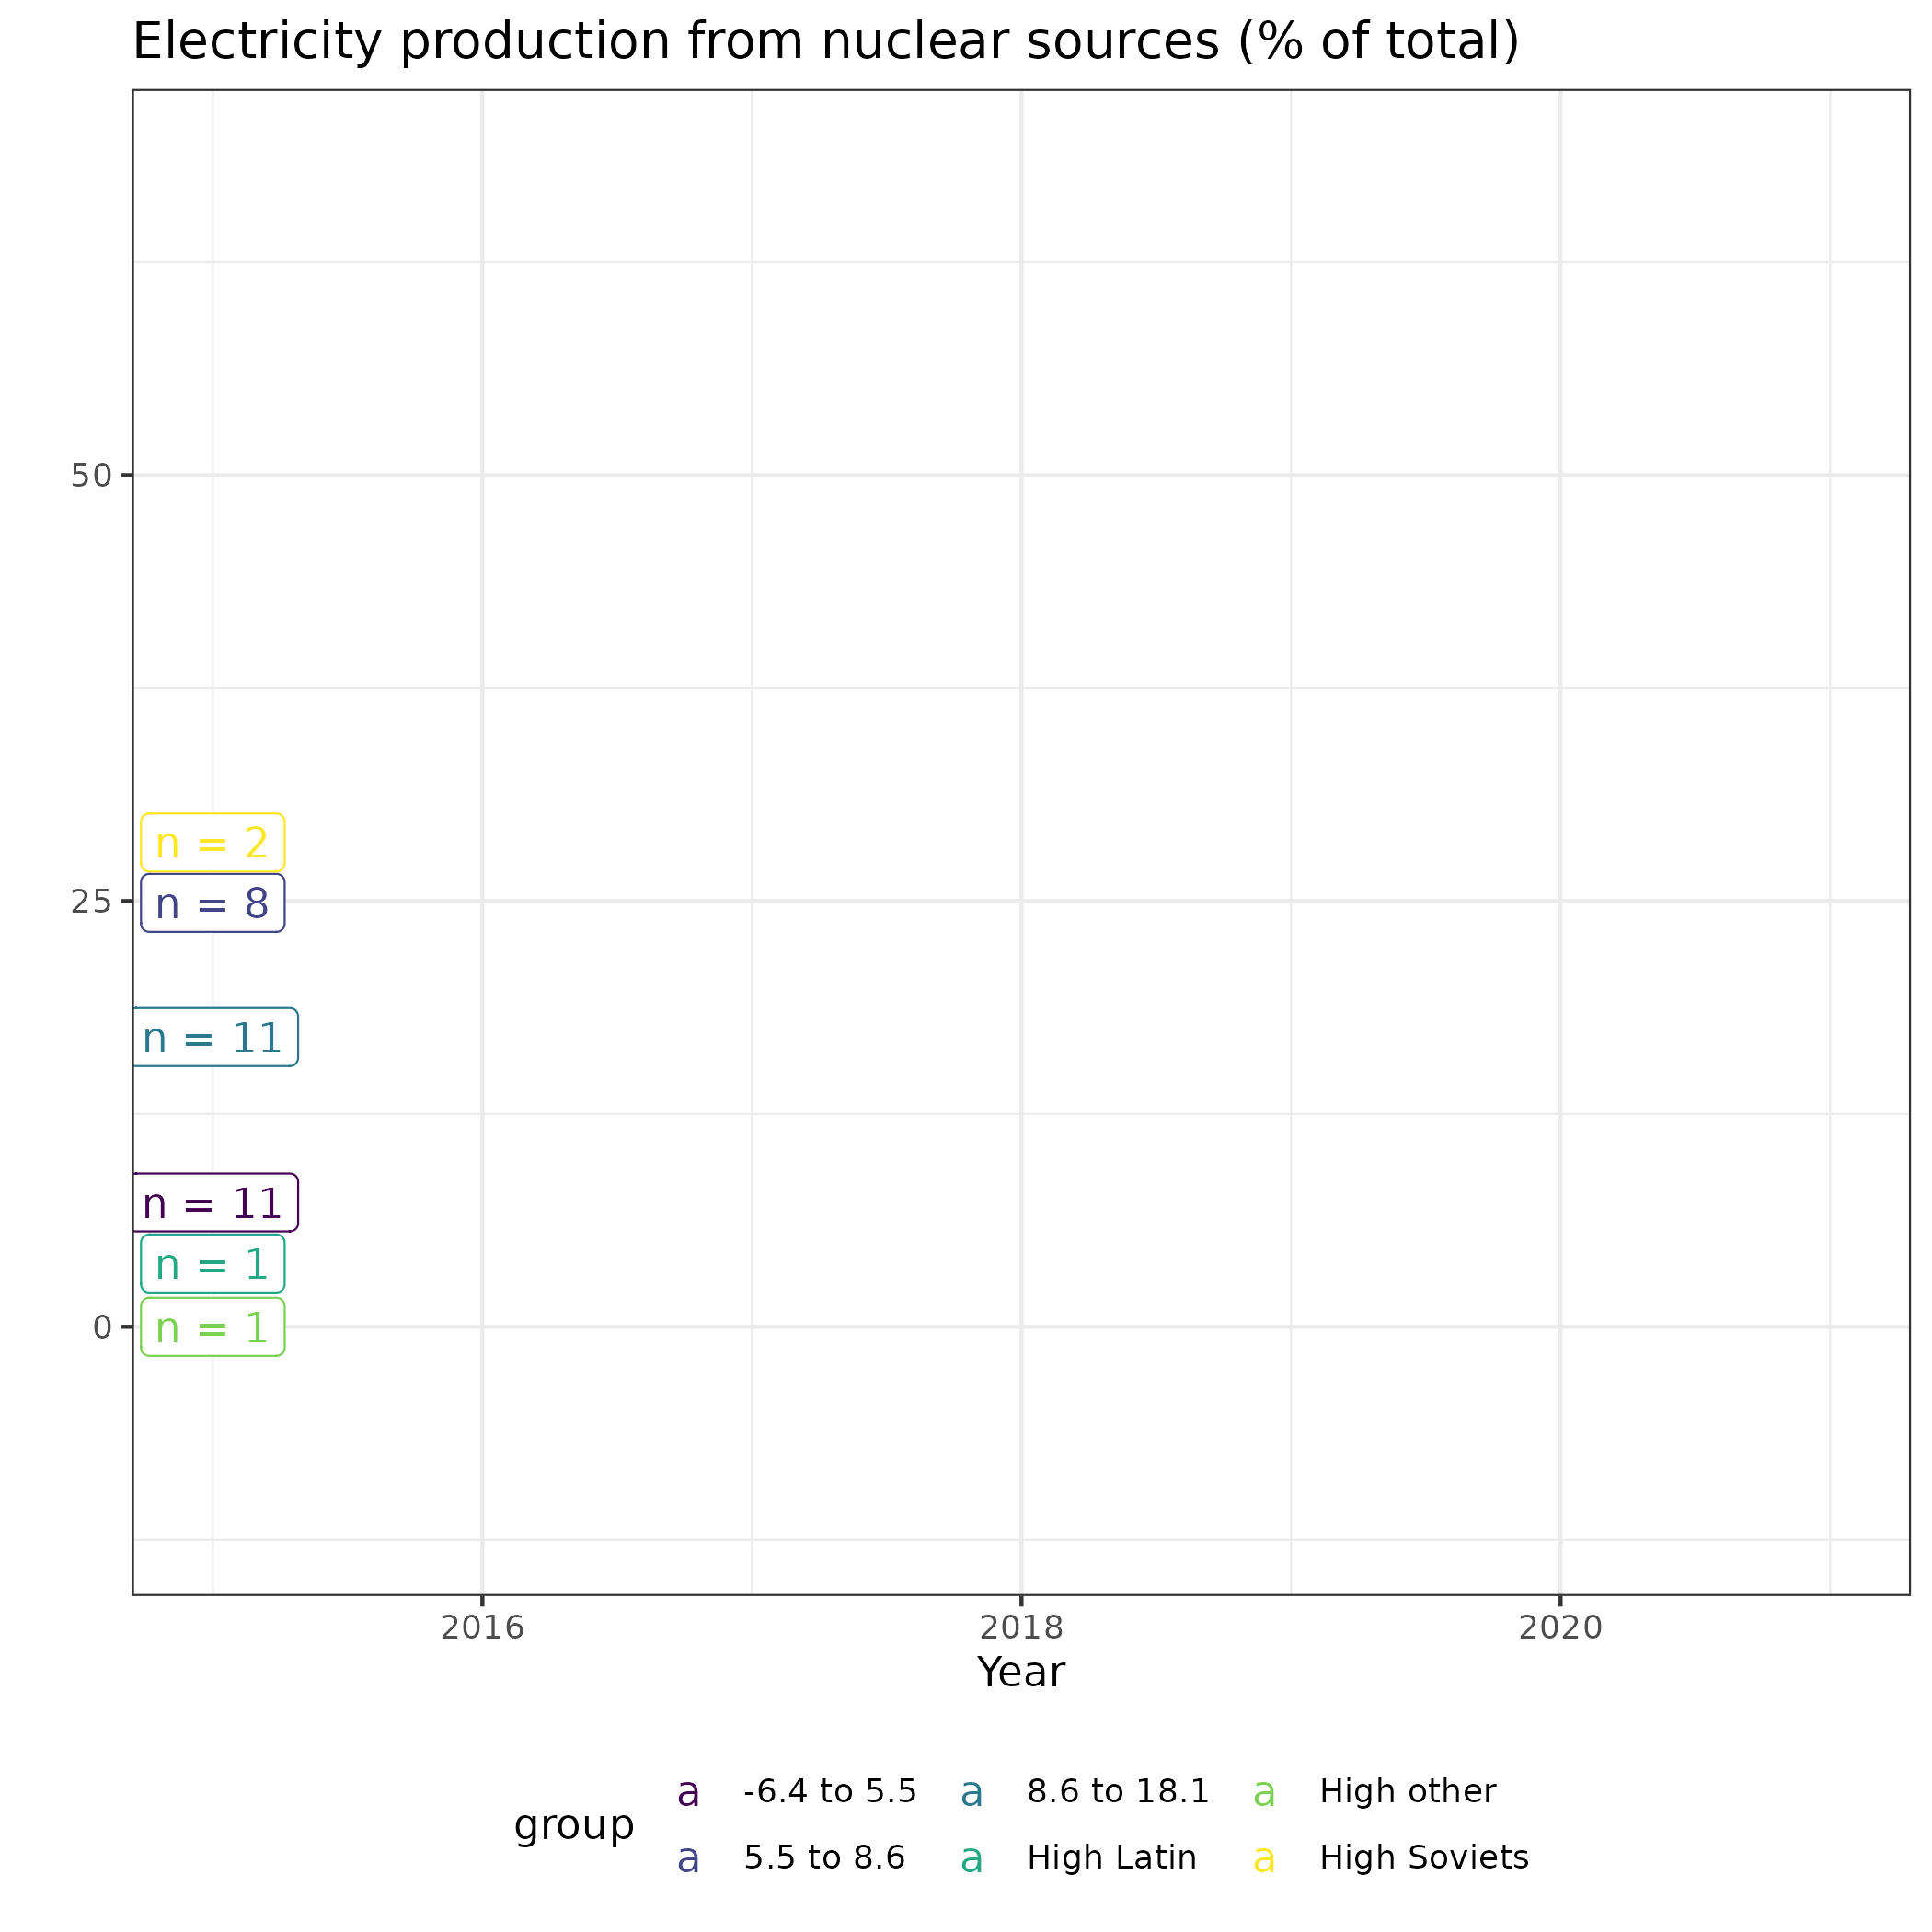 Electricity production from nuclear sources (% of total)
50
n = 2
25
n = 8
n = 11
n = 11
n = 1
0
n = 1
2016 2018 2020
Year
group
a -6.4 to 5.5 a 8.6 to 18.1 a High other
a 5.5 to 8.6 a High Latin a High Soviets